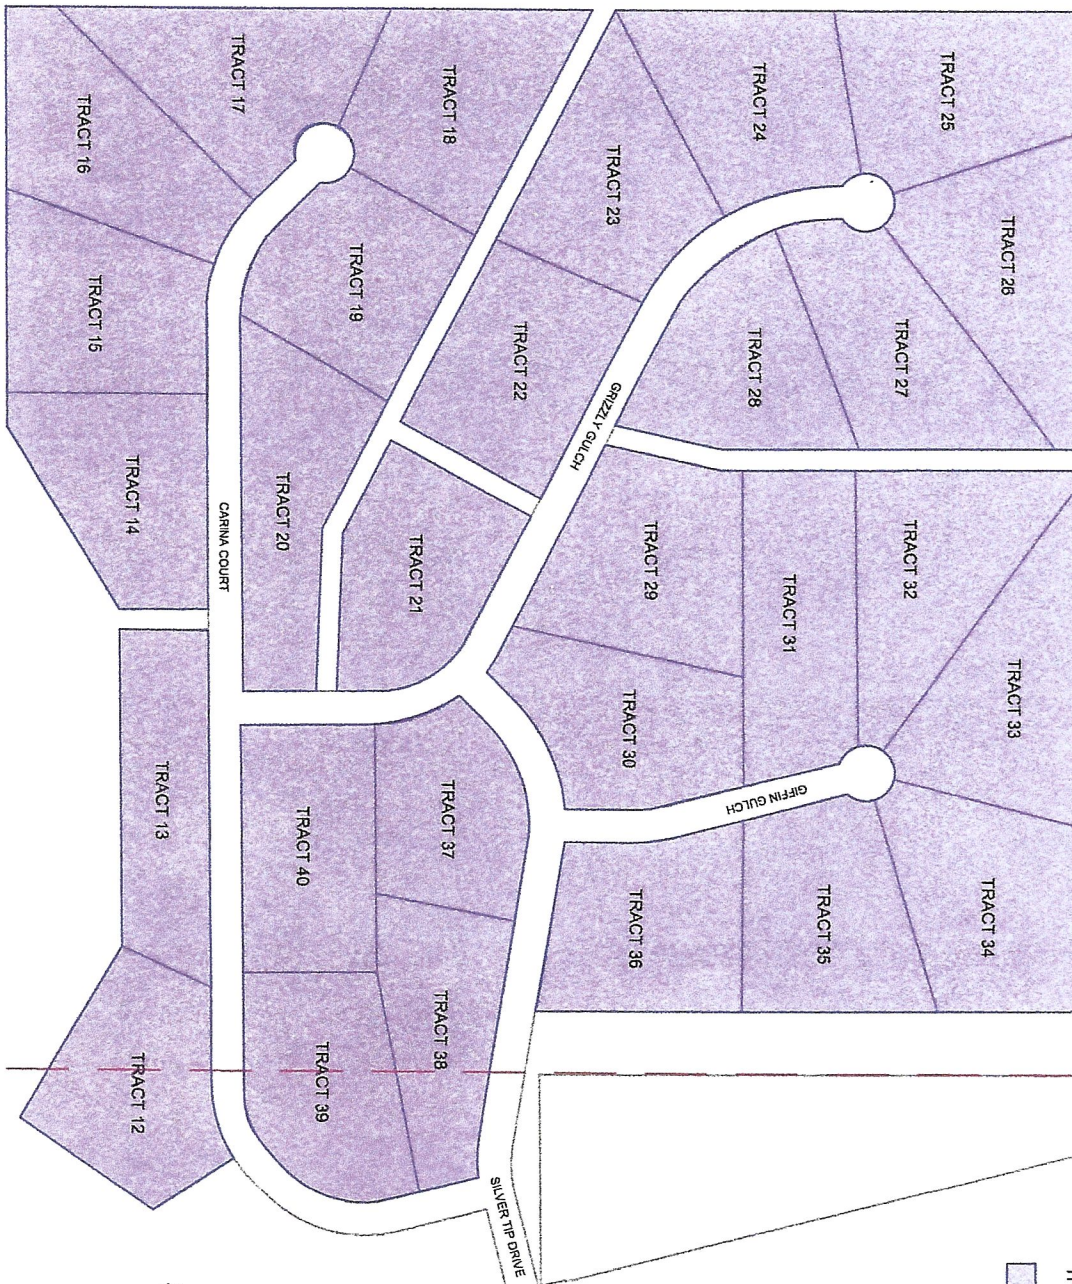 TRACT 25
TRACT 24
TRACT 18
TRACT 17
TRACT 16
TRACT 23
TRACT 26
TRACT 19
TRACT 15
TRACT 22
TRACT 28
TRACT 27
GRIZZLY GULCH
TRACT 14
TRACT 20
CARINA COURT
TRACT 21
TRACT 29
TRACT 32
TRACT 31
TRACT 33
TRACT 30
GIFFIN GULCH
TRACT 13
TRACT 40
TRACT 37
TRACT 36
TRACT 35
TRACT 34
TRACT 38
TRACT 39
TRACT 12
SILVER TIP DRIVE